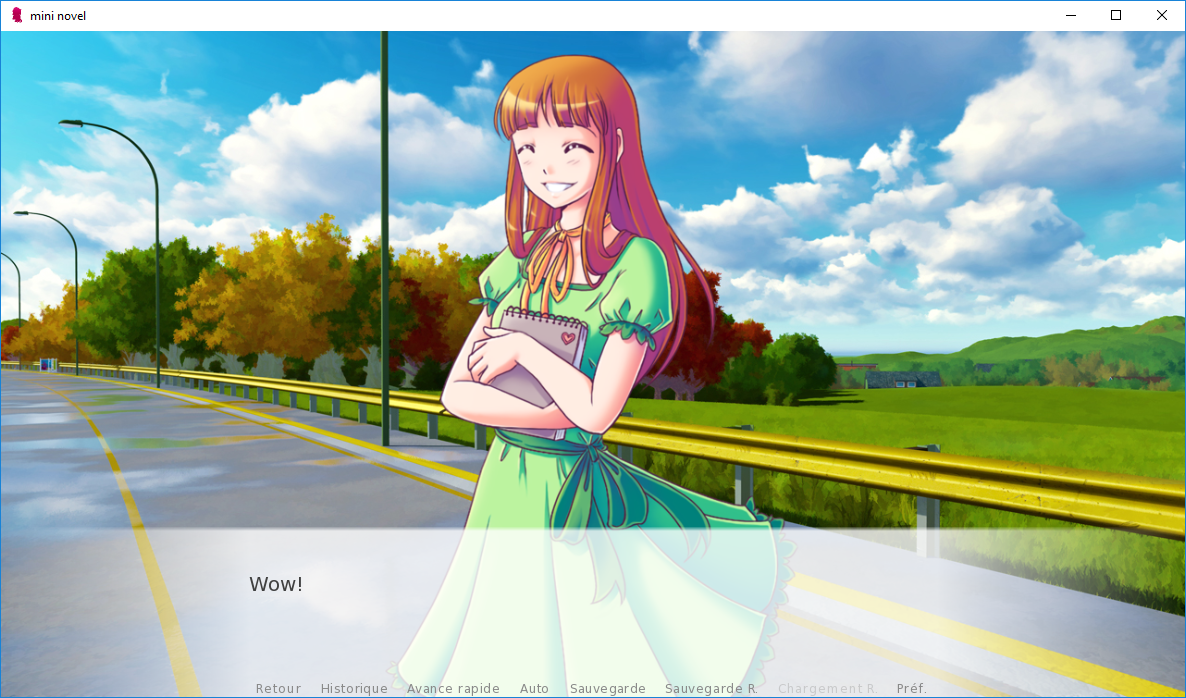 mini novel
Wow!
Retour Historique Avance rapide Auto Sauvegarde Sauvegarde R. Chargement R. Préf.